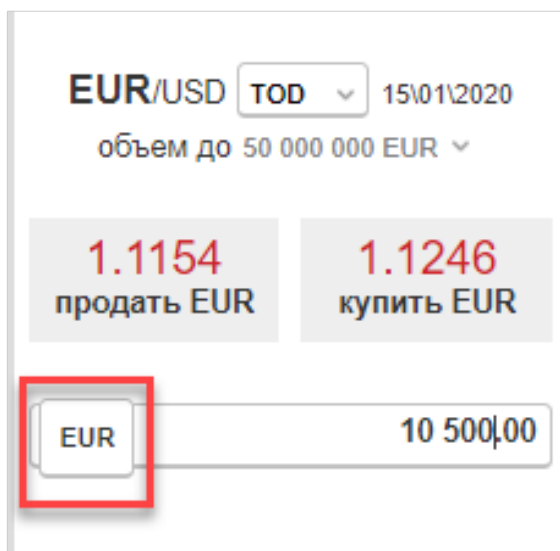 EUR/USD TOD 15\01\2020
объем до 50 000 000 EUR
1.1154
продать EUR
1.1246
купить EUR
EUR 10 500,00